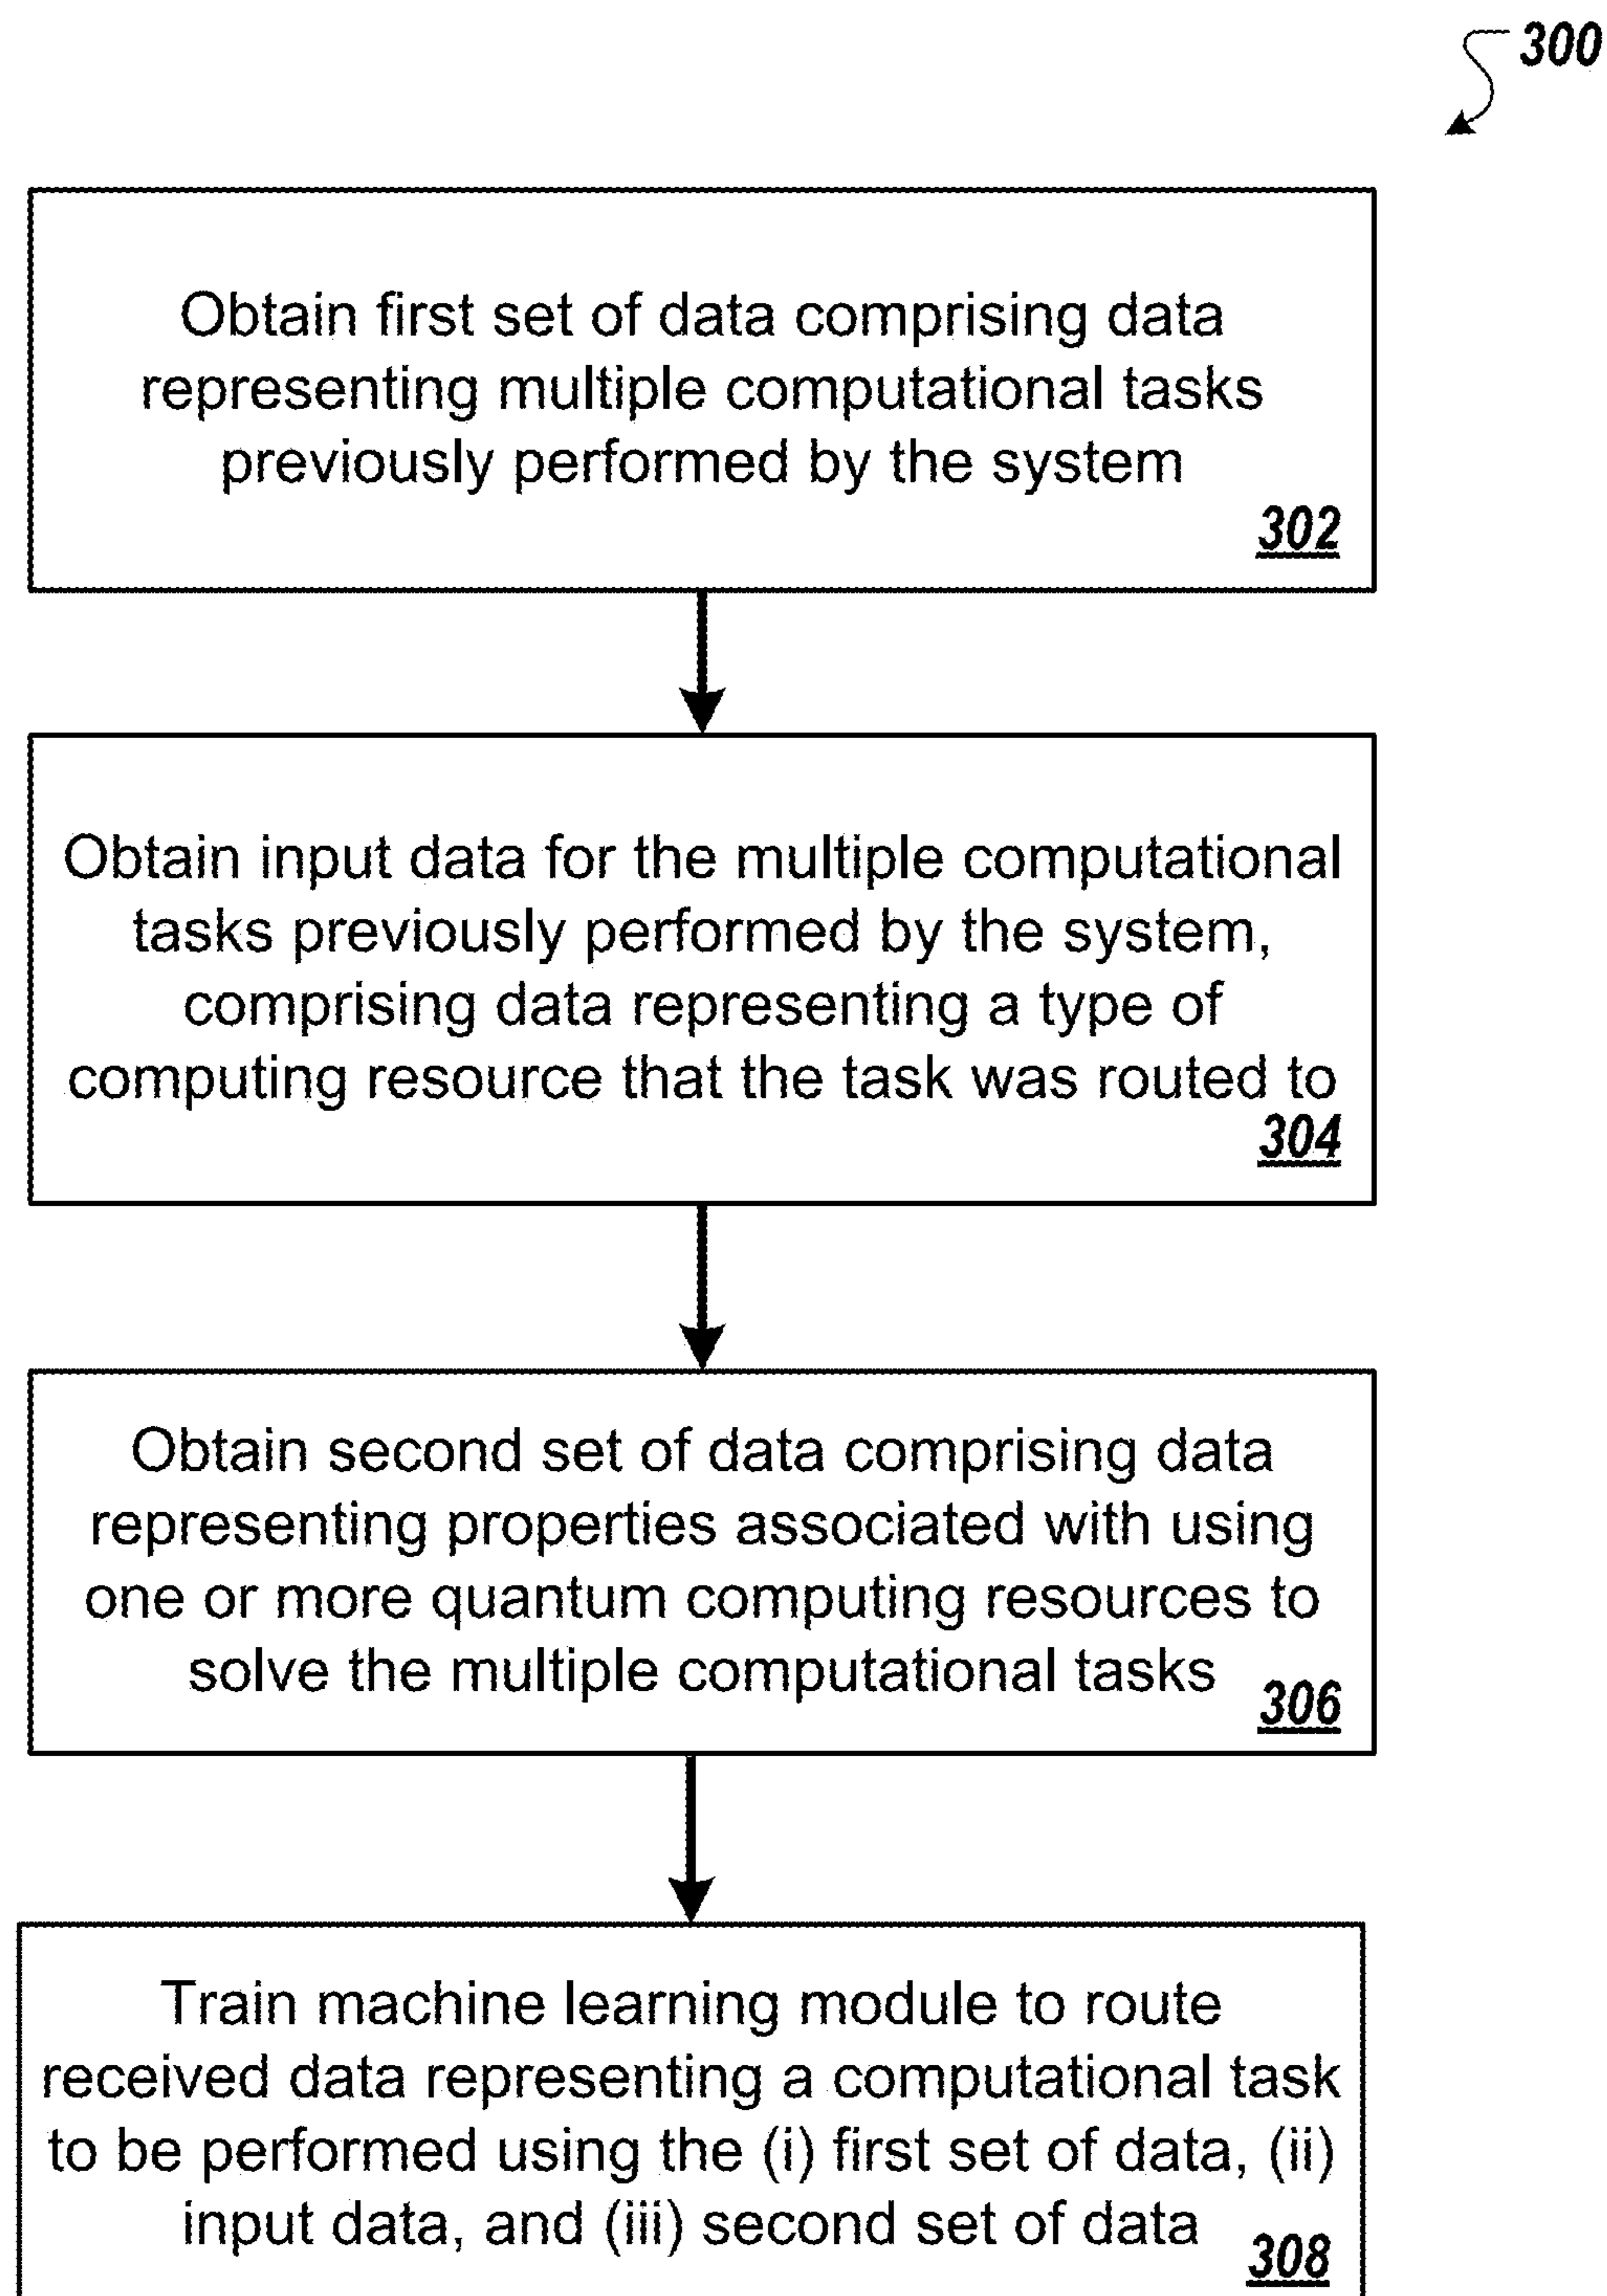 300
Obtain first set of data comprising data
representing multiple computational tasks
previously performed by the system
302
Obtain input data for the multiple computational
tasks previously performed by the system,
comprising data representing a type of
computing resource that the task was routed to
304
Obtain second set of data comprising data
representing properties associated with using
one or more quantum computing resources to
solve the multiple computational tasks
306
Train machine learning module to route
received data representing a computational task
to be performed using the (i) first set of data, (ii)
input data, and (iii) second set of data
308